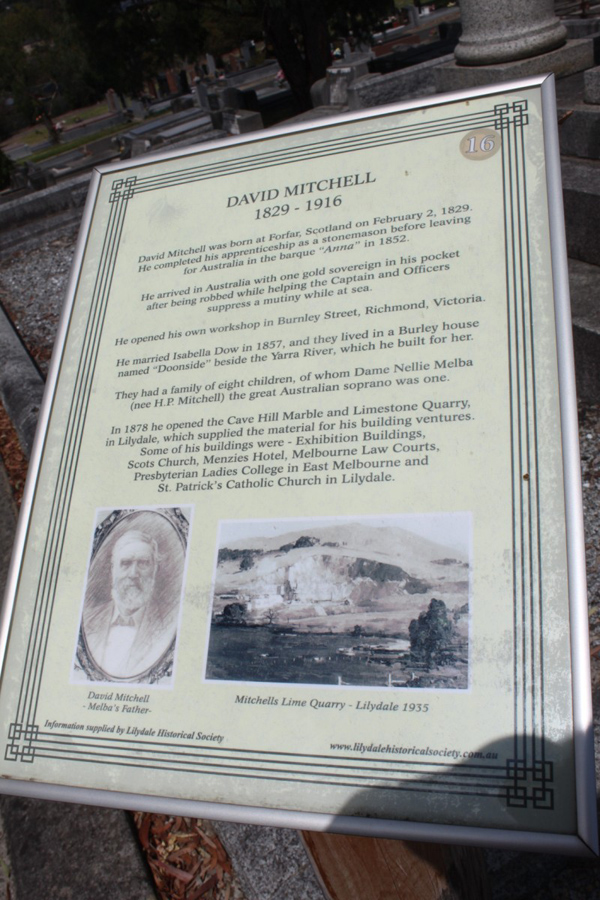 16
DAVID MITCHELL
1829 - 1916
David Mitchell was born at Forfar, Scotland on February 2, 1829.
He completed his apprenticeship as a stonemason before leaving
for Australia in the barque "Anna" in 1852.
He arrived in Australia with one gold sovereign in his pocket
after being robbed while helping the Captain and Officers
suppress a mutiny while at sea.
He opened his own workshop in Burnley Street, Richmond, Victoria.
He married Isabella Dow in 1857, and they lived in a Burley house
named "Doonside" beside the Yarra River, which he built for her.
They had a family of eight children, of whom Dame Nellie Melba
(nee H.P. Mitchell) the great Australian soprano was one.
In 1878 he opened the Cave Hill Marble and Limestone Quarry,
in Lilydale, which supplied the material for his building ventures.
Some of his buildings were - Exhibition Buildings,
Scots Church, Menzies Hotel, Melbourne Law Courts,
Presbyterian Ladies College in East Melbourne and
St. Patrick's Catholic Church in Lilydale.
David Mitchell
- Melba's Father-
Mitchells Lime Quarry - Lilydale 1935
Information supplied by Lilydale Historical Society
www.lilydalehistoricalsociety.com.au